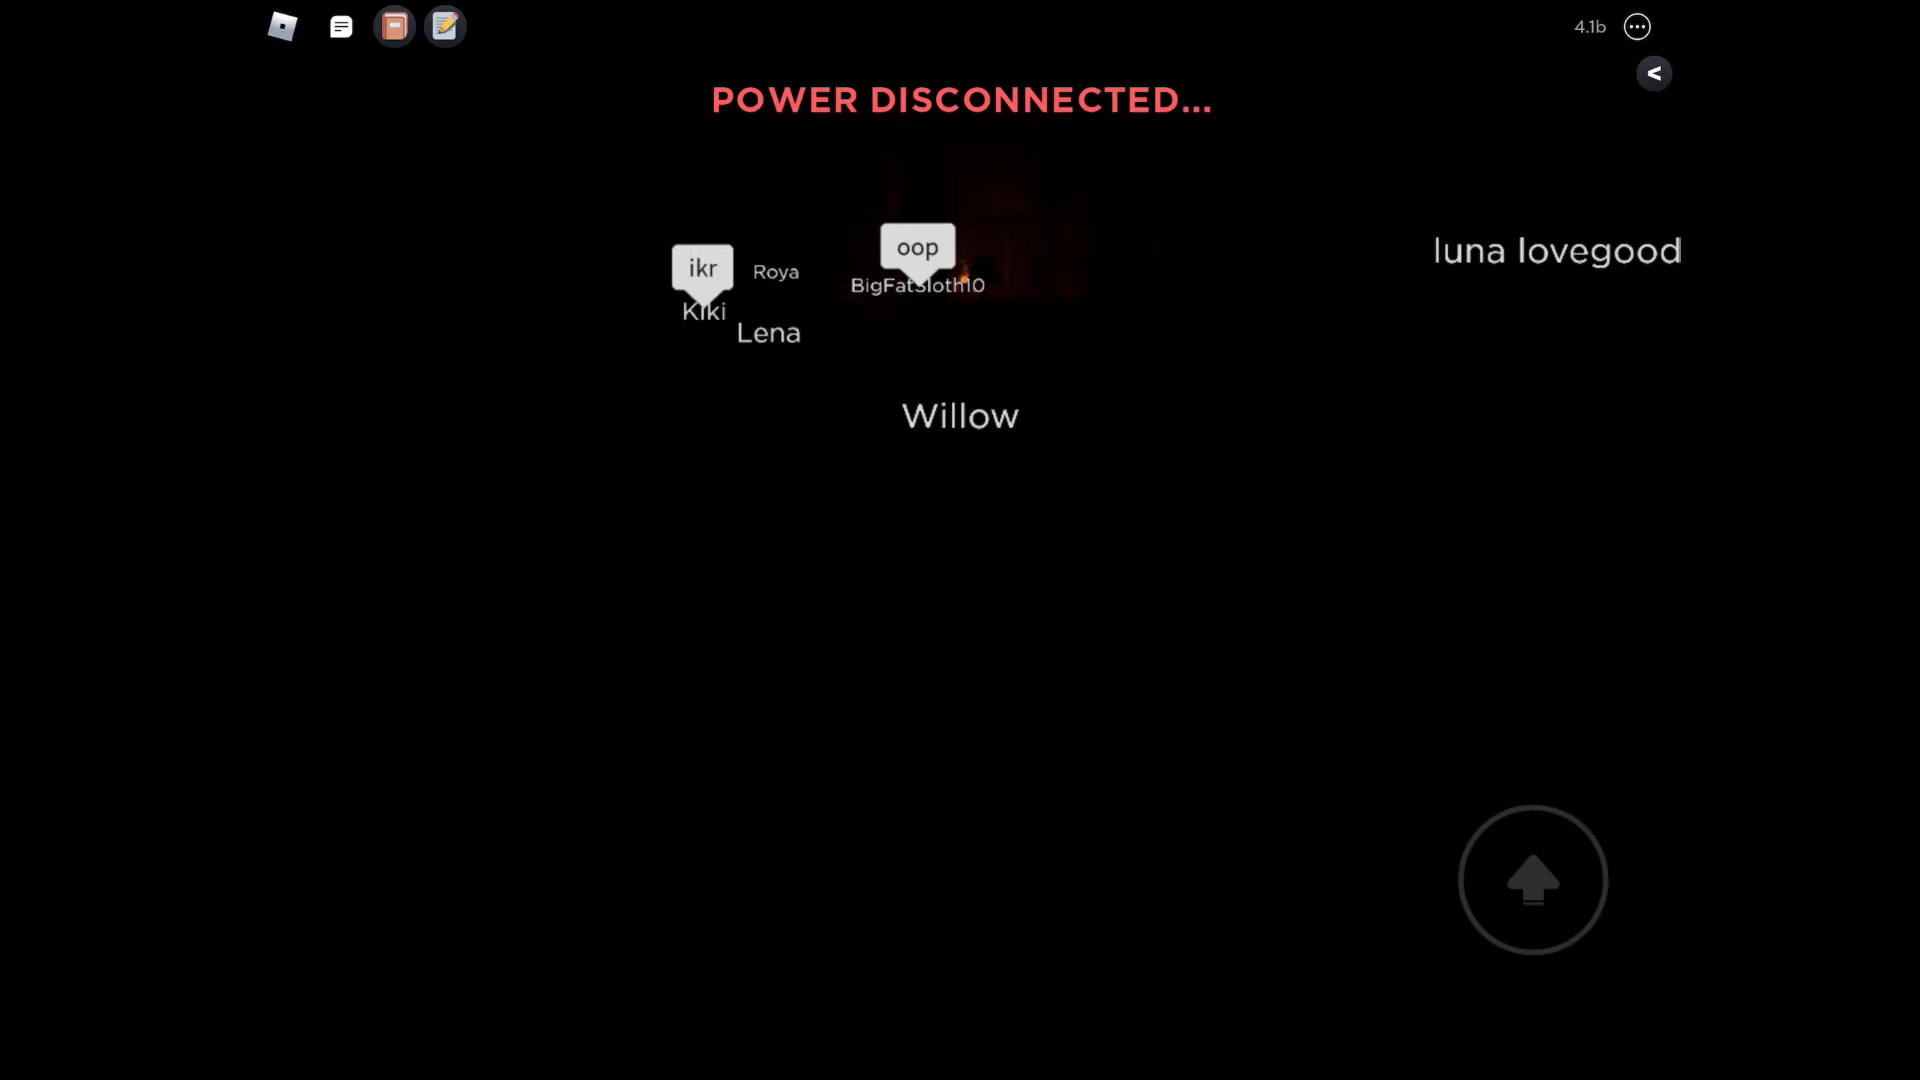 4.1b
<
POWER DISCONNECTED...
oop
luna lovegood
ikr
Roya
BigFatSloth10
Kiki
Lena
Willow